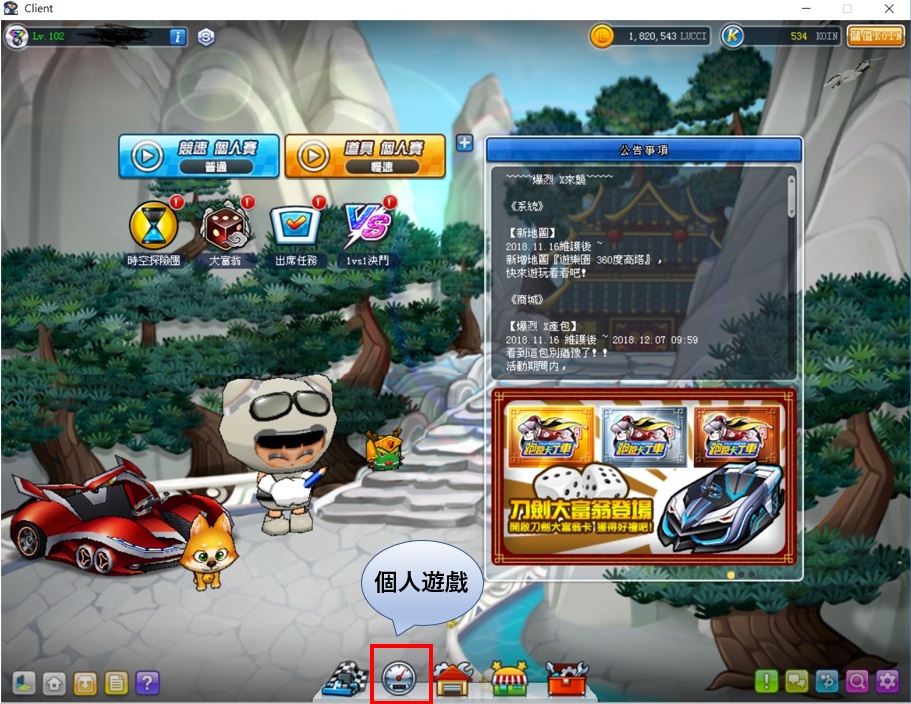 Client
Lv. 102
1,820,543 LUCCI
K
534 KOIN
儲值KOIN
競速 個人賽
普通
道具 個人賽
慢速
公告事項
~~~~~爆烈 X來襲~~~~~
《系統》
【新地圖】
2018.11.16維護後 ~
新增地圖『遊樂園 360度高塔』,
快來遊玩看看吧!
《商城》
【爆烈 X產包】
2018.11.16 維護後 ~ 2018.12.07 09:59
看到這包別猶豫了! !
活動期間內,
時空探險團
大富翁
VS
出席任務
1vs1決鬥
跑跑卡丁車
跑跑卡丁車
跑跑卡丁車
刀劍大富翁登場
開啟刀劍大富翁卡!獲得好禮吧!
個人遊戲